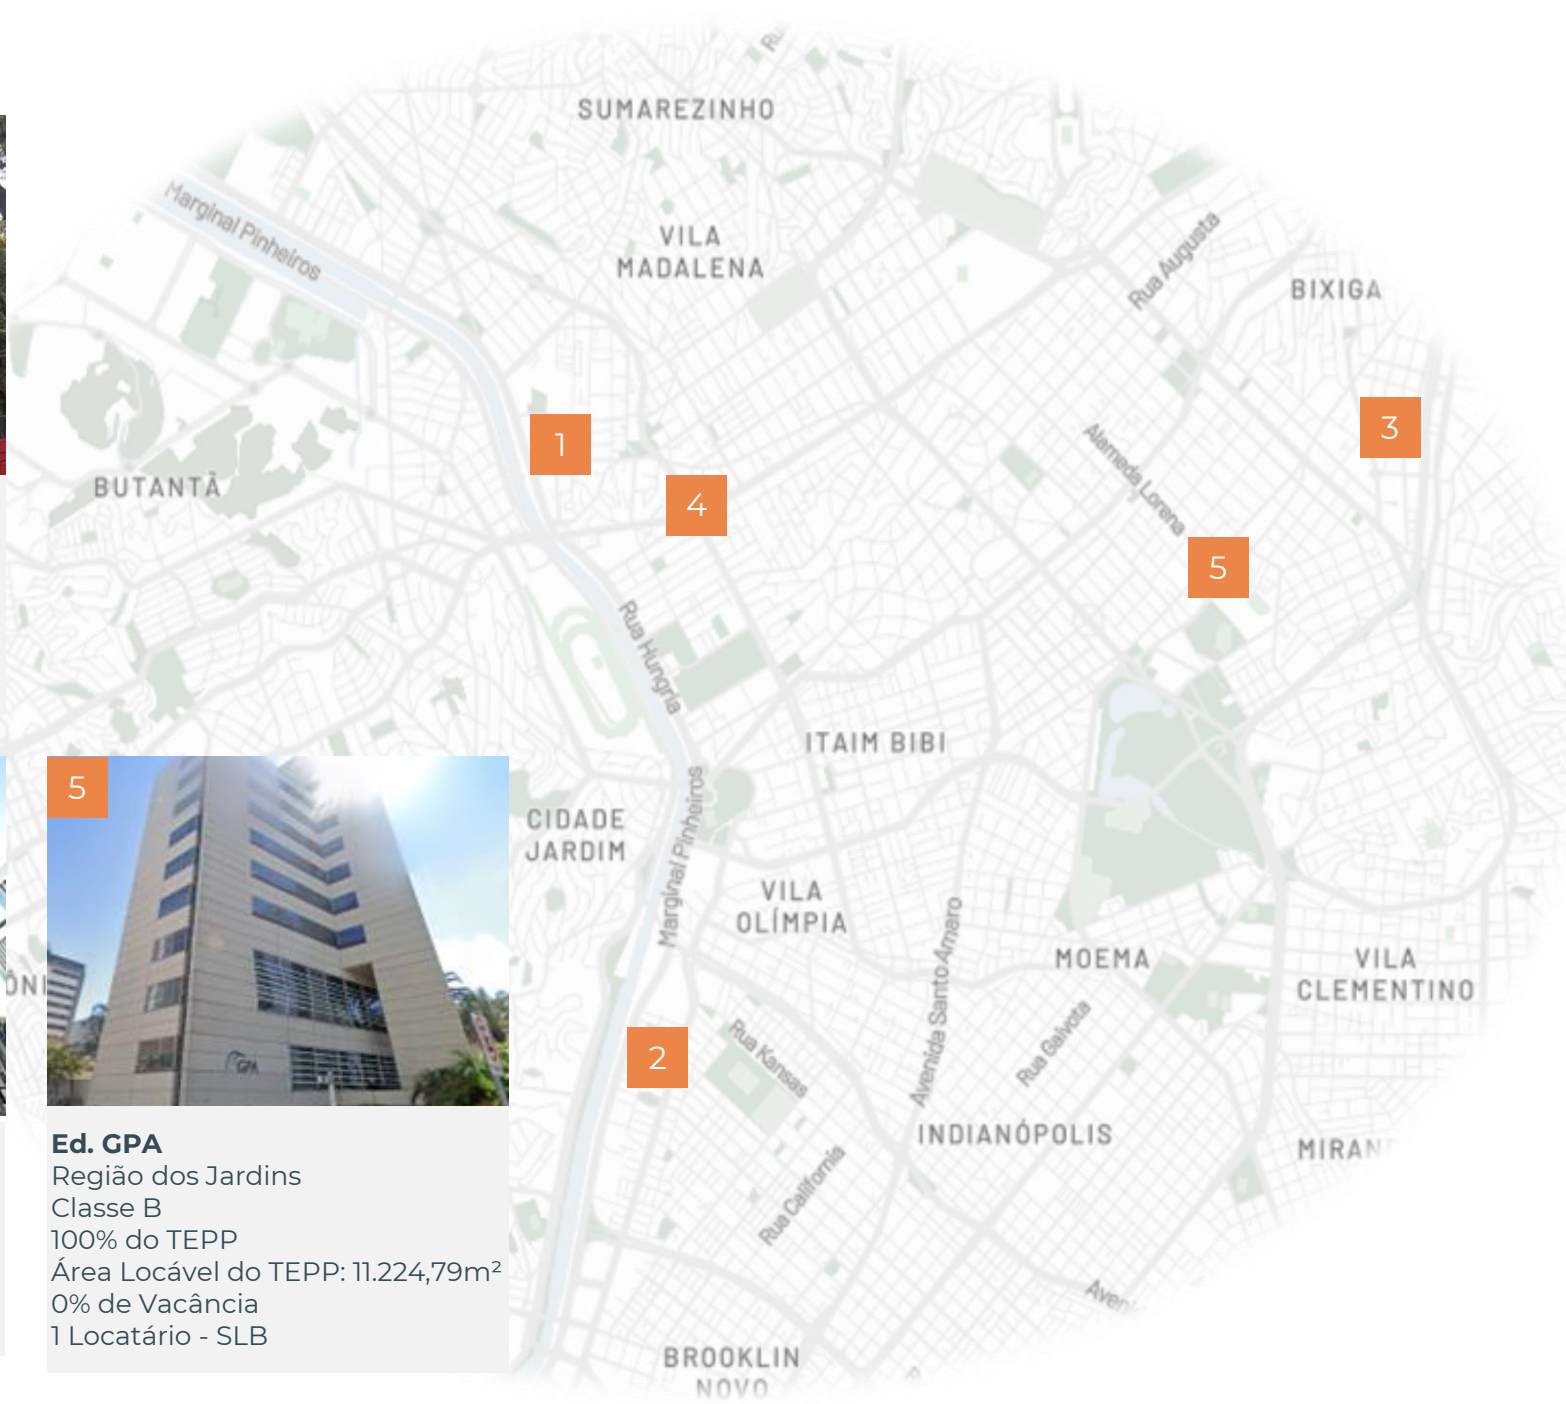 SUMAREZINHO
Marginal Pinheiros
VILA
MADALENA
Rua Augusta
BIXIGA
3
1
Alameda Lorena
BUTANTÃ
4
5
Rua Hungria
ITAIM BIBI
5
CIDADE
JARDIM
Marginal Pinheiros
VILA
OLÍMPIA
Avenida Santo Amaro
MOEMA
VILA
CLEMENTINO
2
Rua Kansas
Rua Gaivota
GPA
INDIANÓPOLIS
Ed. GPA
Região dos Jardins
Classe B
100% do TEPP
Área Locável do TEPP: 11.224,79m²
0% de Vacância
1 Locatário - SLB
Rua California
BROOKLIN
NOVO